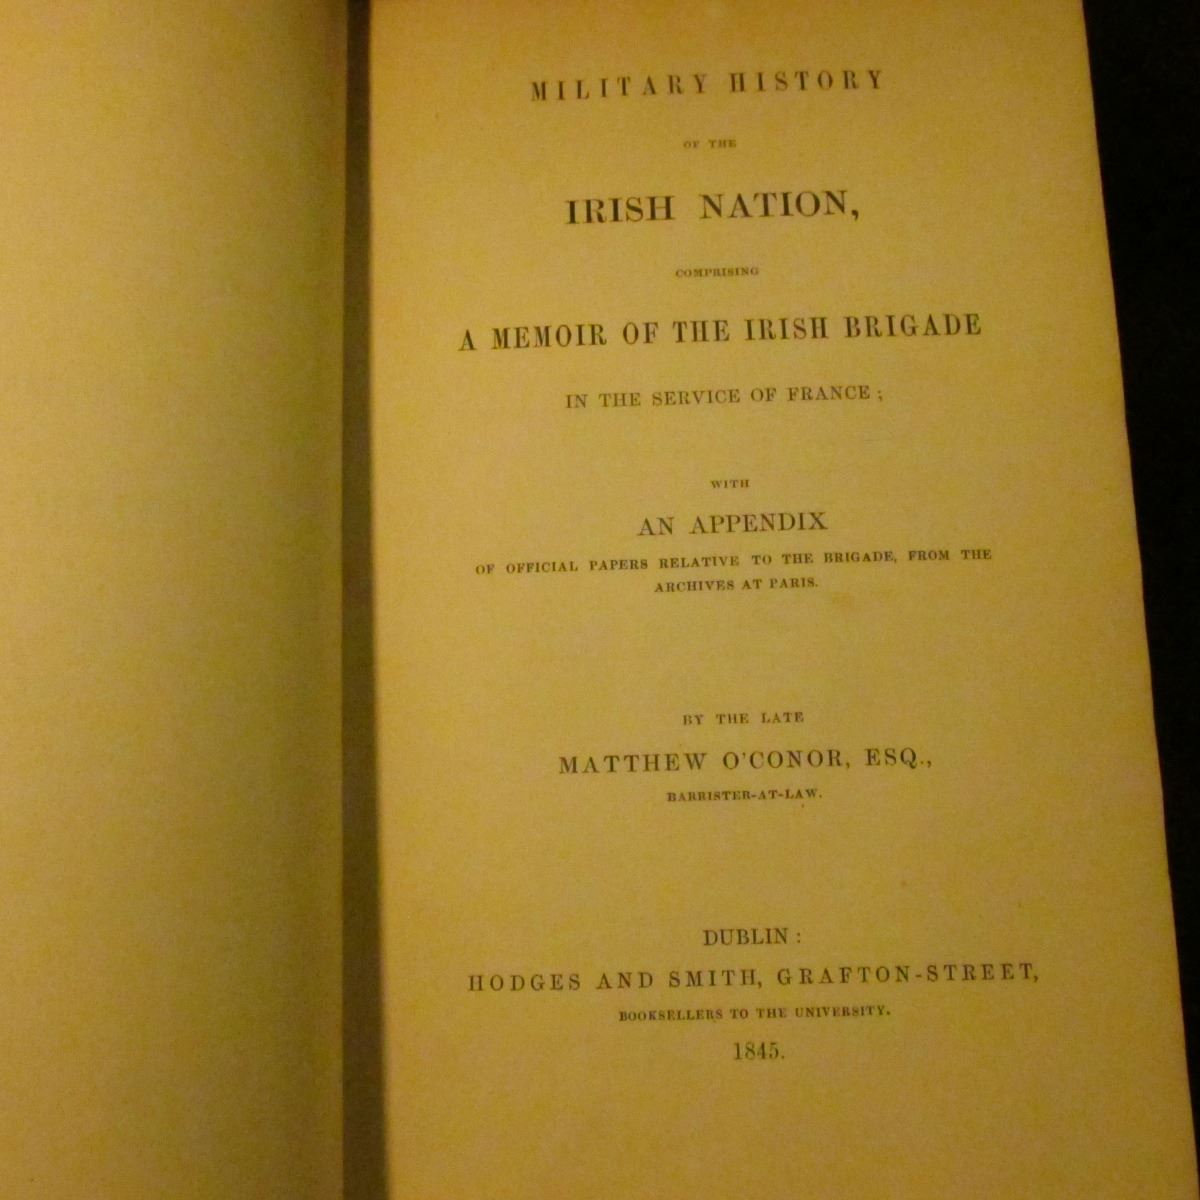 MILITARY HISTORY
OF THE
IRISH NATION,
COMPRISING
A MEMOIR OF THE IRISH BRIGADE
IN THE SERVICE OF FRANCE;
WITH
AN APPENDIX
OF OFFICIAL PAPERS RELATIVE TO THE BRIGADE, FROM THE
ARCHIVES AT PARIS.
BY THE LATE
MATTHEW O'CONOR, ESQ.,
BARRISTER-AT-LAW.
DUBLIN:
HODGES AND SMITH, GRAFTON-STREET,
BOOKSELLERS TO THE UNIVERSITY.
1845.